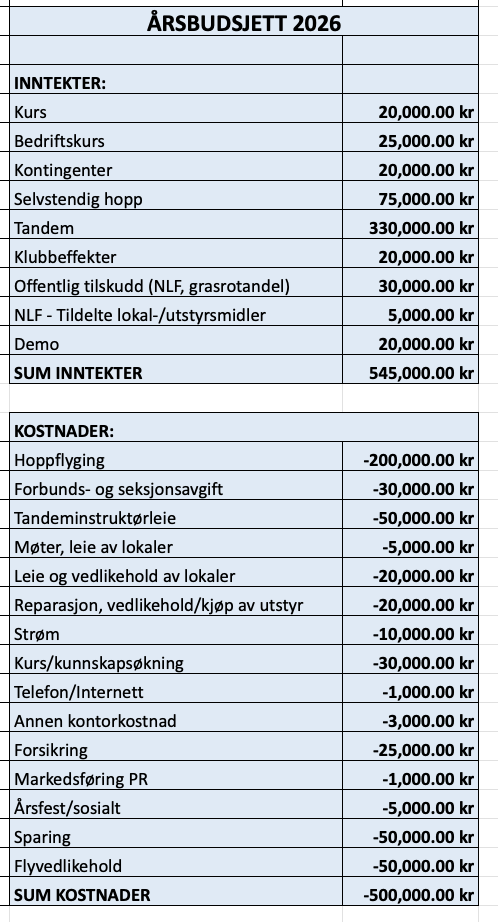 ÅRSBUDSJETT 2026
INNTEKTER:
Kurs 20,000.00 kr
Bedriftskurs 25,000.00 kr
Kontingenter 20,000.00 kr
Selvstendig hopp 75,000.00 kr
Tandem 330,000.00 kr
Klubbeffekter 20,000.00 kr
Offentlig tilskudd (NLF, grasrotandel) 30,000.00 kr
NLF - Tildelte lokal-/utstyrsmidler 5,000.00 kr
Demo 20,000.00 kr
SUM INNTEKTER 545,000.00 kr
KOSTNADER:
Hoppflyging -200,000.00 kr
Forbunds- og seksjonsavgift -30,000.00 kr
Tandeminstruktørleie -50,000.00 kr
Møter, leie av lokaler -5,000.00 kr
Leie og vedlikehold av lokaler -20,000.00 kr
Reparasjon, vedlikehold/kjøp av utstyr -20,000.00 kr
Strøm -10,000.00 kr
Kurs/kunnskapsøkning -30,000.00 kr
Telefon/Internett -1,000.00 kr
Annen kontorkostnad -3,000.00 kr
Forsikring -25,000.00 kr
Markedsføring PR -1,000.00 kr
Årsfest/sosialt -5,000.00 kr
Sparing -50,000.00 kr
Flyvedlikehold -50,000.00 kr
SUM KOSTNADER -500,000.00 kr